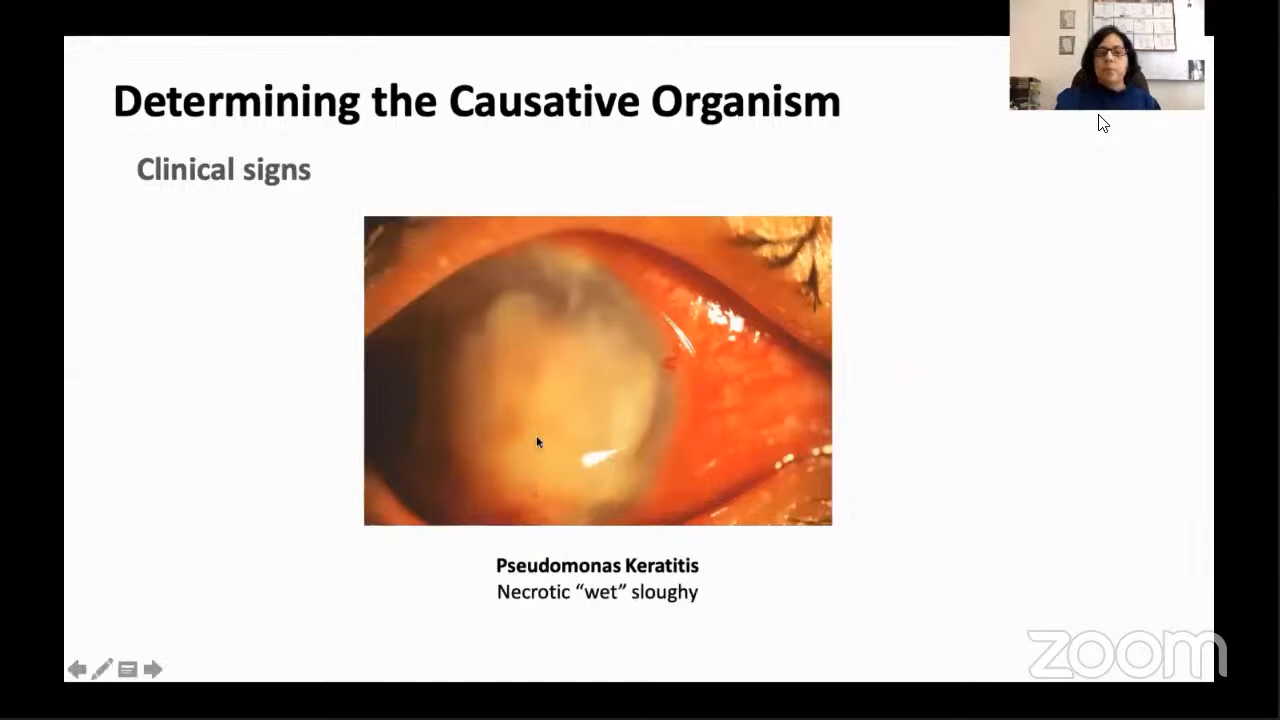 Determining the Causative Organism
Clinical signs
Pseudomonas Keratitis
Necrotic “wet” sloughy
zoom